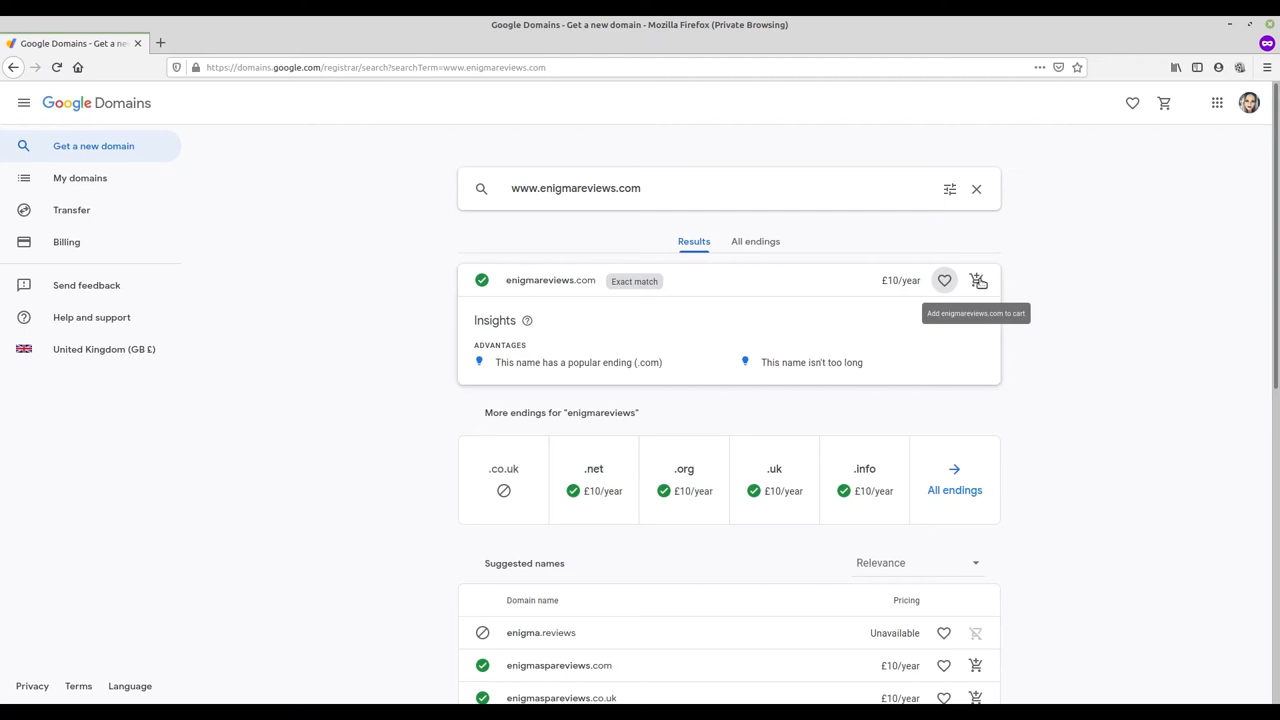 Google Domains - Get a new domain - Mozilla Firefox (Private Browsing)
Google Domains - Get a ne
https://domains.google.com/registrar/search?searchTerm=www.enigmareviews.com
Google Domains
Get a new domain
My domains
Transfer
Billing
Send feedback
Help and support
United Kingdom (GB £)
www.enigmareviews.com
Results All endings
enigmareviews.com Exact match £10/year
Add enigmareviews.com to cart
Insights
ADVANTAGES
This name has a popular ending (.com) This name isn't too long
More endings for "enigmareviews"
.co.uk .net .org .uk .info
£10/year £10/year £10/year £10/year All endings
Suggested names Relevance
Domain name Pricing
enigma.reviews Unavailable
enigmaspareviews.com £10/year
enigmaspareviews.co.uk £10/year
Privacy Terms Language